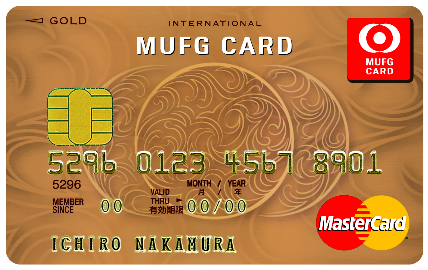 GOLD
INTERNATIONAL
MUFG CARD
MUFG
CARD
5296 0123 4567 8901
5296
MONTH / YEAR
VALID 月 / 年
MEMBER SINCE 00 THRU ► 有効期限 00/00
MasterCard
ICHIRO NAKAMURA